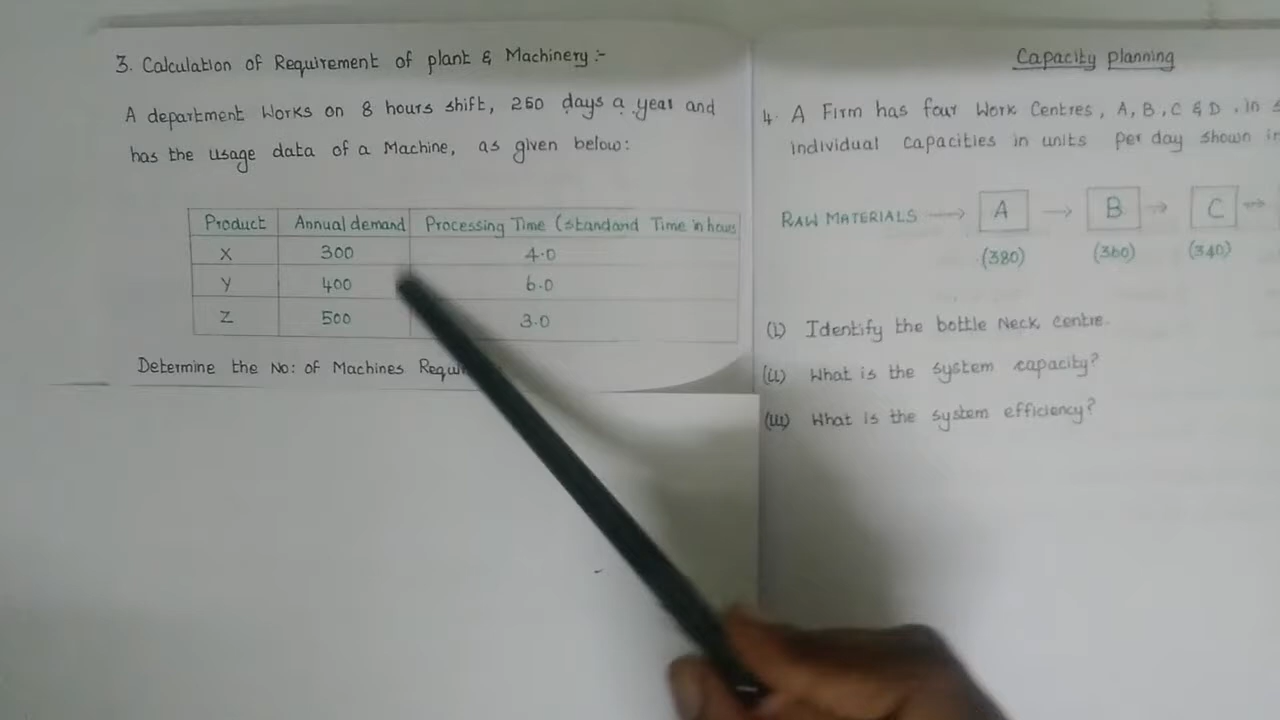 3. Calculation of Requirement of plant & Machinery :-
A department Works on 8 hours shift, 250 days a year and
has the usage data of a Machine, as given below:
Product Annual demand Processing Time (standard Time in hours
X 300 4.0
Y 400 6.0
Z 500 3.0
Determine the No: of Machines
Capacity planning
4. A Firm has four Work Centres, A, B, C & D, in
individual capacities in units per day shown in
RAW MATERIALS → A → B → C →
(380) (360) (340)
(i) Identify the bottle Neck centre.
(ii) What is the system capacity?
(iii) What is the system efficiency?